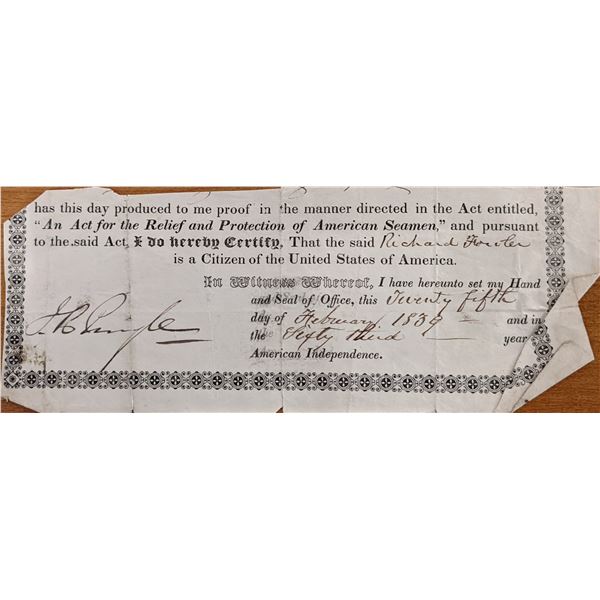 has this day produced to me proof in the manner directed in the Act entitled,
"An Act for the Relief and Protection of American Seamen," and pursuant
to the said Act, I do hereby Certify, That the said Richard Fowler
is a Citizen of the United States of America.
In Witness Whereof, I have hereunto set my Hand
and Seal of Office, this Twenty fifth
day of February 1839 and in
the Sixty third year
American Independence.